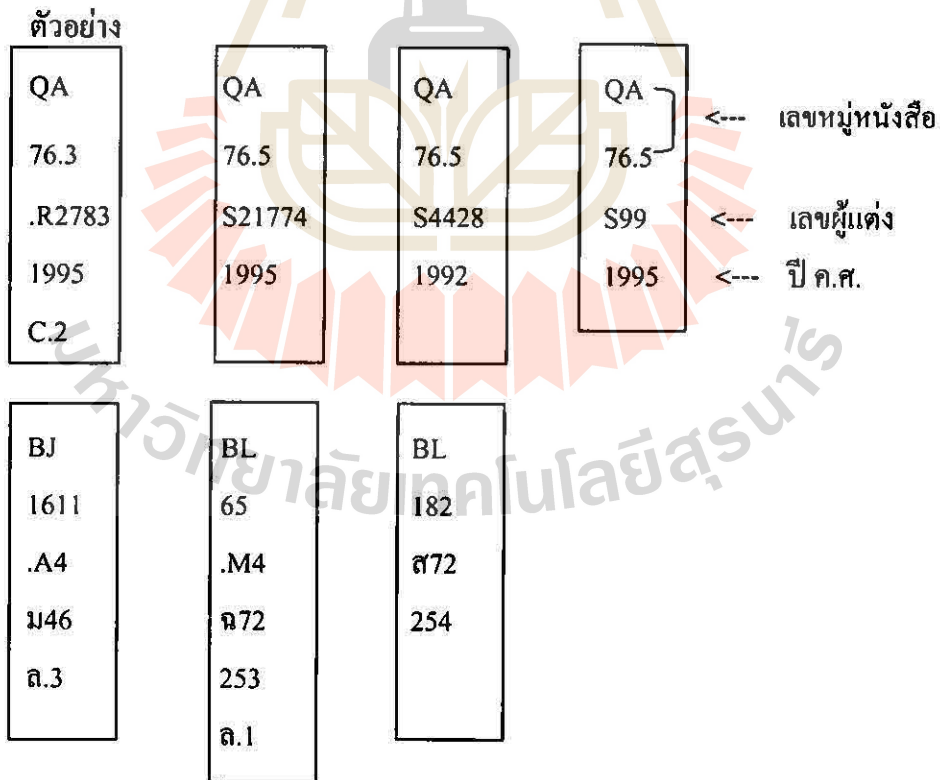 ตัวอย่าง
QA QA QA QA
<--- เลขหมู่หนังสือ
76.3 76.5 76.5 76.5
.R2783 S21774 S4428 S99 <--- เลขผู้แต่ง
1995 1995 1992 1995 <--- ปี ค.ศ.
C.2
BJ BL BL
1611 65 182
.A4 .M4 ส72
ม46 ฉ72 254
ล.3 253
ล.1
มหาวิทยาลัยเทคโนโลยีสุรนารี